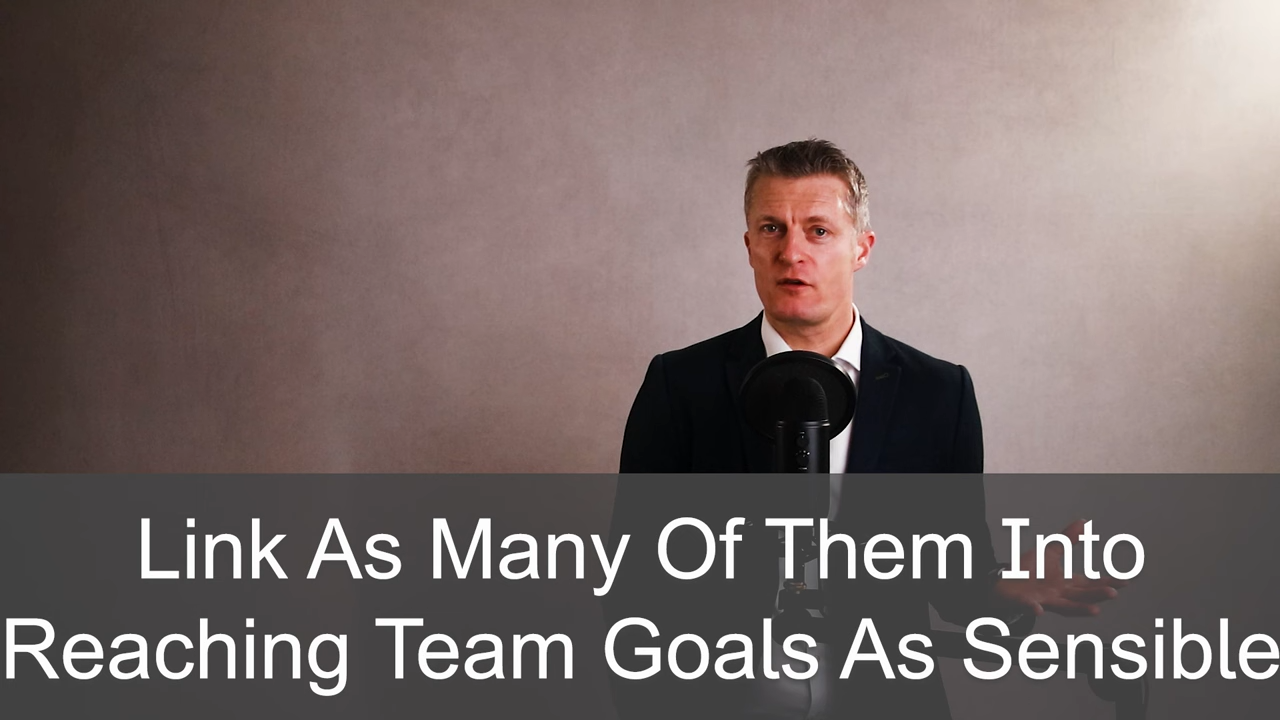 Link As Many Of Them Into
Reaching Team Goals As Sensible